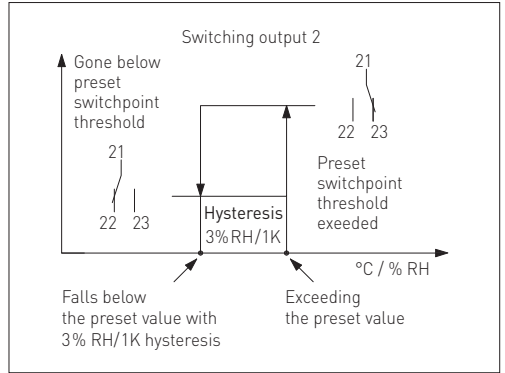 Switching output 2
Gone below
preset
switchpoint
threshold
21
22 23
21
22 23
Preset
switchpoint
threshold
exeeded
Hysteresis
3%RH/1K
°C / % RH
Falls below
the preset value with
3% RH/1K hysteresis
Exceeding
the preset value